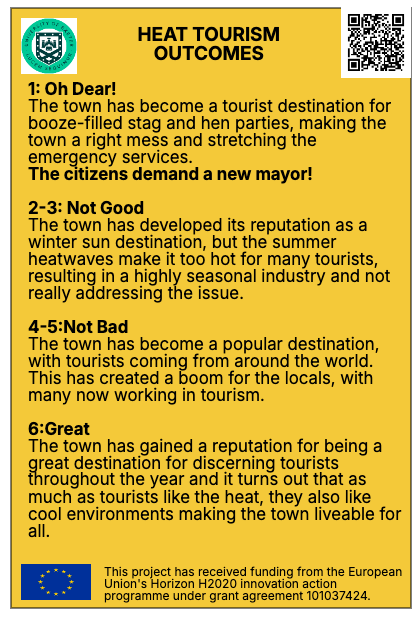 HEAT TOURISM
OUTCOMES
1: Oh Dear!
The town has become a tourist destination for
booze-filled stag and hen parties, making the
town a right mess and stretching the
emergency services.
The citizens demand a new mayor!
2-3: Not Good
The town has developed its reputation as a
winter sun destination, but the summer
heatwaves make it too hot for many tourists,
resulting in a highly seasonal industry and not
really addressing the issue.
4-5:Not Bad
The town has become a popular destination,
with tourists coming from around the world.
This has created a boom for the locals, with
many now working in tourism.
6:Great
The town has gained a reputation for being a
great destination for discerning tourists
throughout the year and it turns out that as
much as tourists like the heat, they also like
cool environments making the town liveable for
all.
This project has received funding from the European
Union's Horizon H2020 innovation action
programme under grant agreement 101037424.